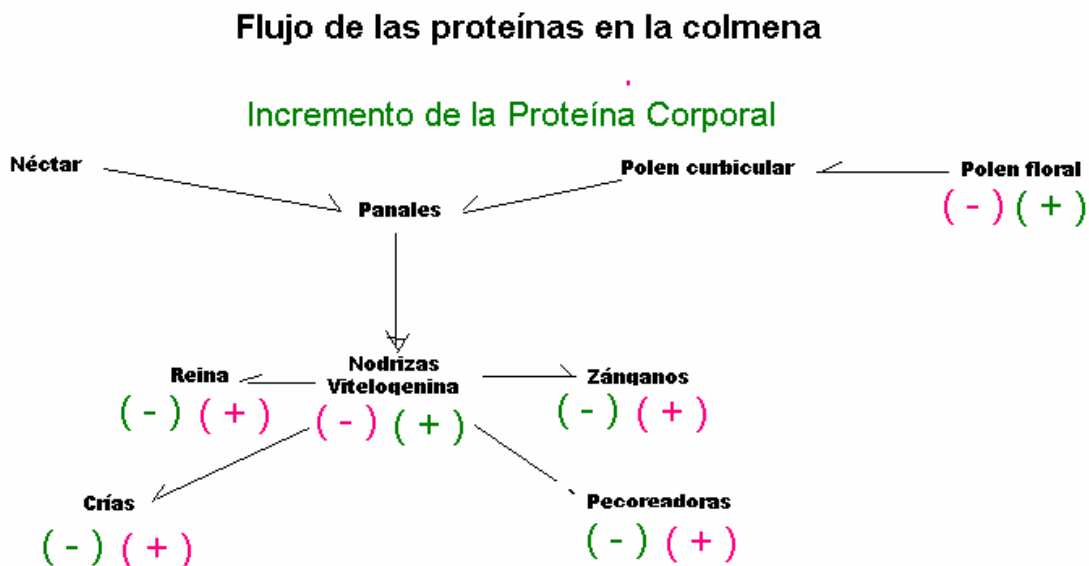 Flujo de las proteínas en la colmena
Incremento de la Proteína Corporal
Néctar
Polen curbicular
Polen floral
( - ) ( + )
Panales
Nodrizas
Vitelogenina
( - ) ( + )
Reina
( - ) ( + )
Zánganos
( - ) ( + )
Crías
( - ) ( + )
Pecoreadoras
( - ) ( + )